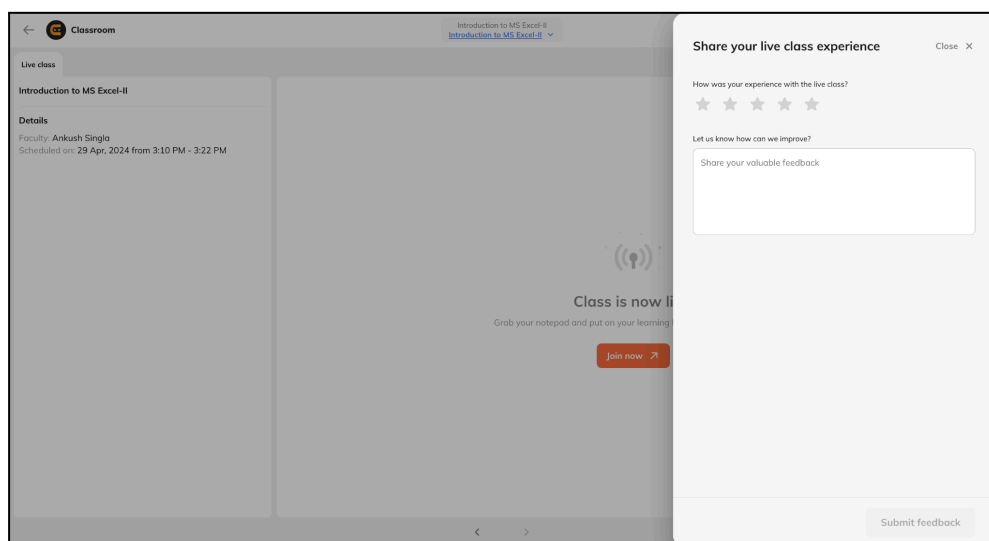 Classroom
Introduction to MS Excel-II
Introduction to MS Excel-II
Live class
Introduction to MS Excel-II
Details
Faculty: Ankush Singla
Scheduled on: 29 Apr, 2024 from 3:10 PM - 3:22 PM
Class is now li
Grab your notepad and put on your learning
Join now
Share your live class experience
Close
How was your experience with the live class?
Let us know how can we improve?
Share your valuable feedback
Submit feedback